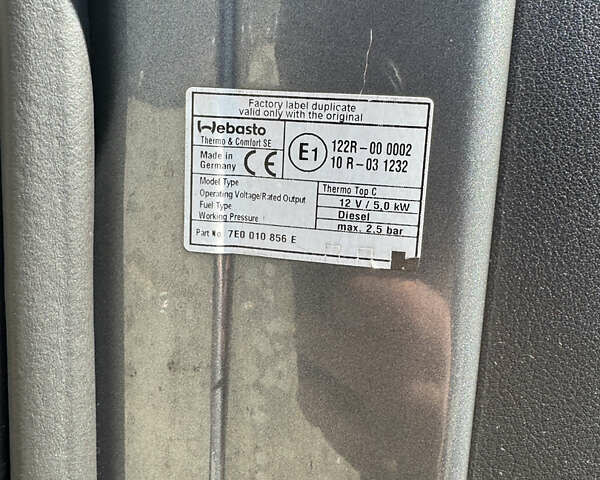 Factory label duplicate
valid only with the original
Webasto
Thermo & Comfort SE
Made in
Germany
CE
E1
122R-00 0002
10 R-03 1232
Model Type
Thermo Top C
Operating Voltage/Rated Output
12 V / 5,0 kW
Fuel Type
Diesel
Working Pressure
max. 2,5 bar
Part No. 7E0 010 856 E